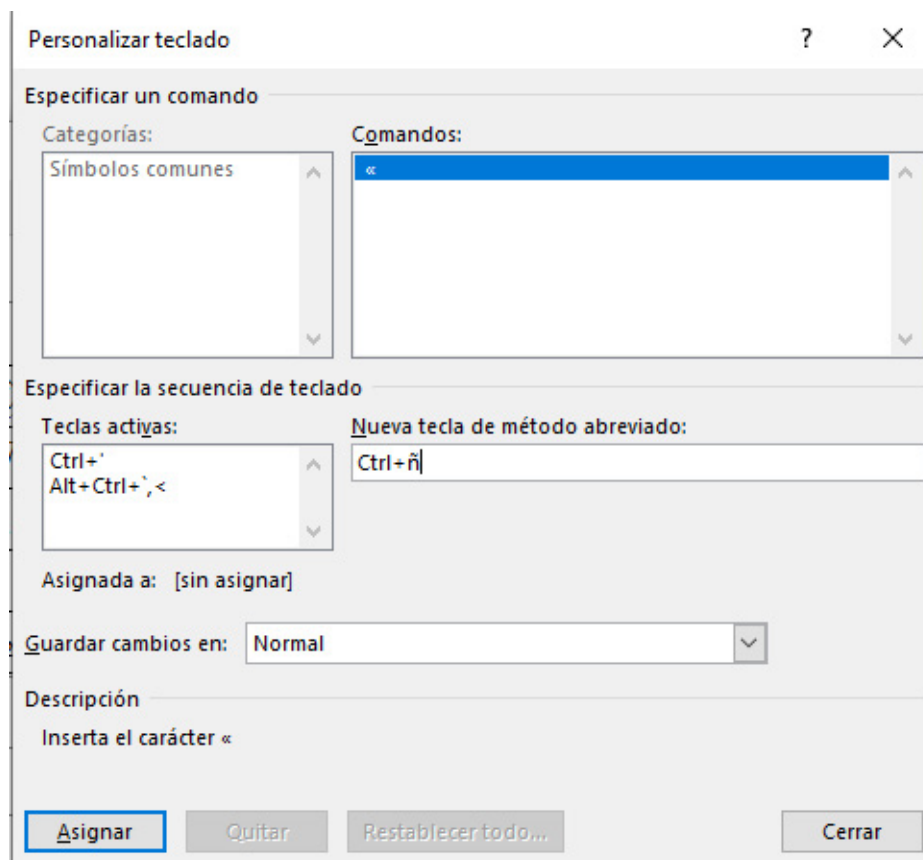 Personalizar teclado
Especificar un comando
Categorías:
Comandos:
Símbolos comunes
«
Especificar la secuencia de teclado
Teclas activas:
Nueva tecla de método abreviado:
Ctrl+'
Alt+Ctrl+`,<
Ctrl+ñ
Asignada a: [sin asignar]
Guardar cambios en: Normal
Descripción
Inserta el carácter «
Asignar Quitar Restablecer todo... Cerrar